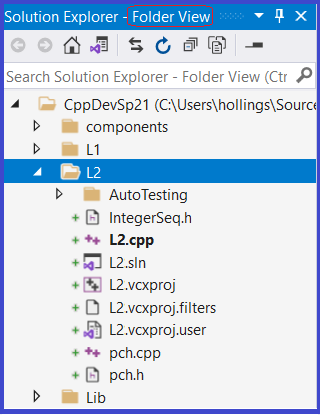 Solution Explorer - Folder View
Search Solution Explorer - Folder View (Ctr
CppDevSp21 (C:\Users\hollings\Source
components
L1
L2
AutoTesting
IntegerSeq.h
L2.cpp
L2.sln
L2.vcxproj
L2.vcxproj.filters
L2.vcxproj.user
pch.cpp
pch.h
Lib